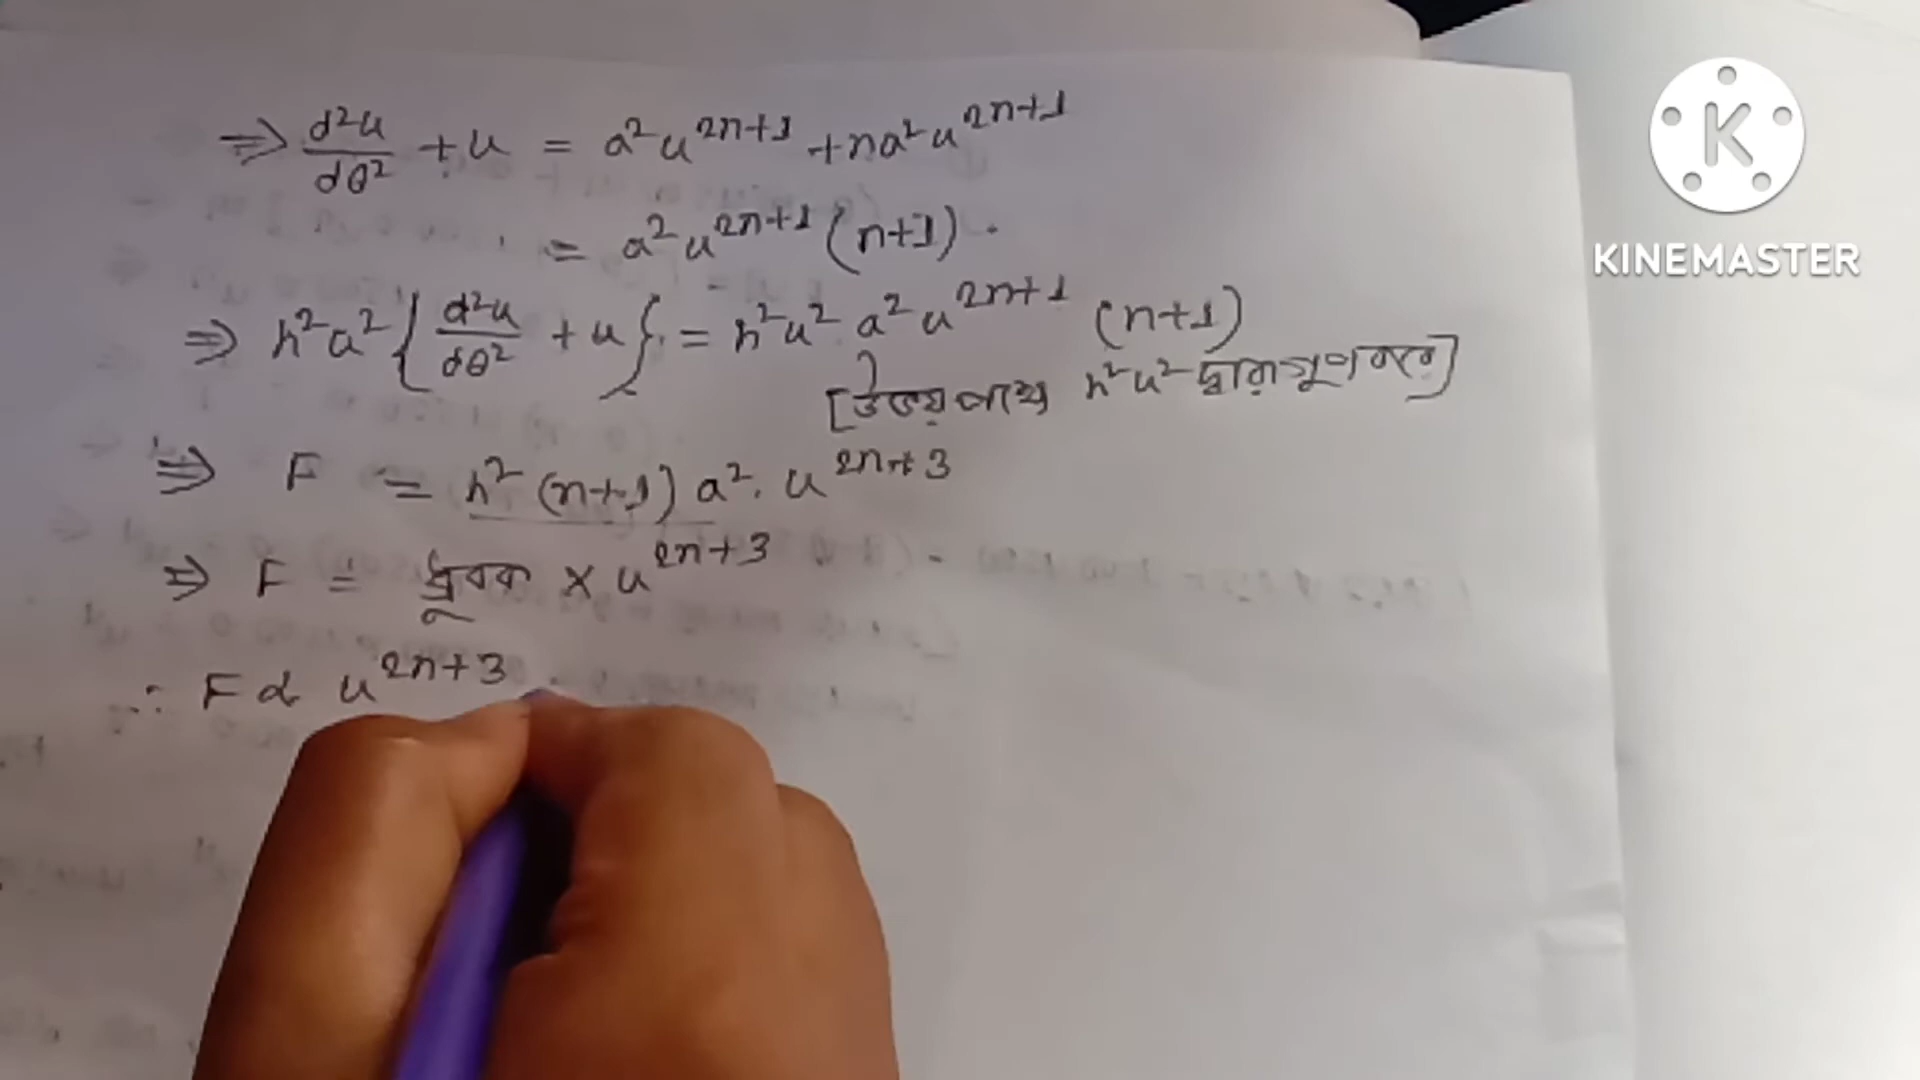 ⇒ d²u/dθ² + u = a²u^{2n+1} + na²u^{2n+1}
= a²u^{2n+1}(n+1).
⇒ h²u²{d²u/dθ² + u} = h²u² a²u^{2n+1} (n+1)
[উভয়পক্ষে h²u² দ্বারা গুণ করে]
⇒ F = h²(n+1)a². u^{2n+3}
⇒ F = ধ্রুবক × u^{2n+3}
∴ F α u^{2n+3}
K
KINEMASTER